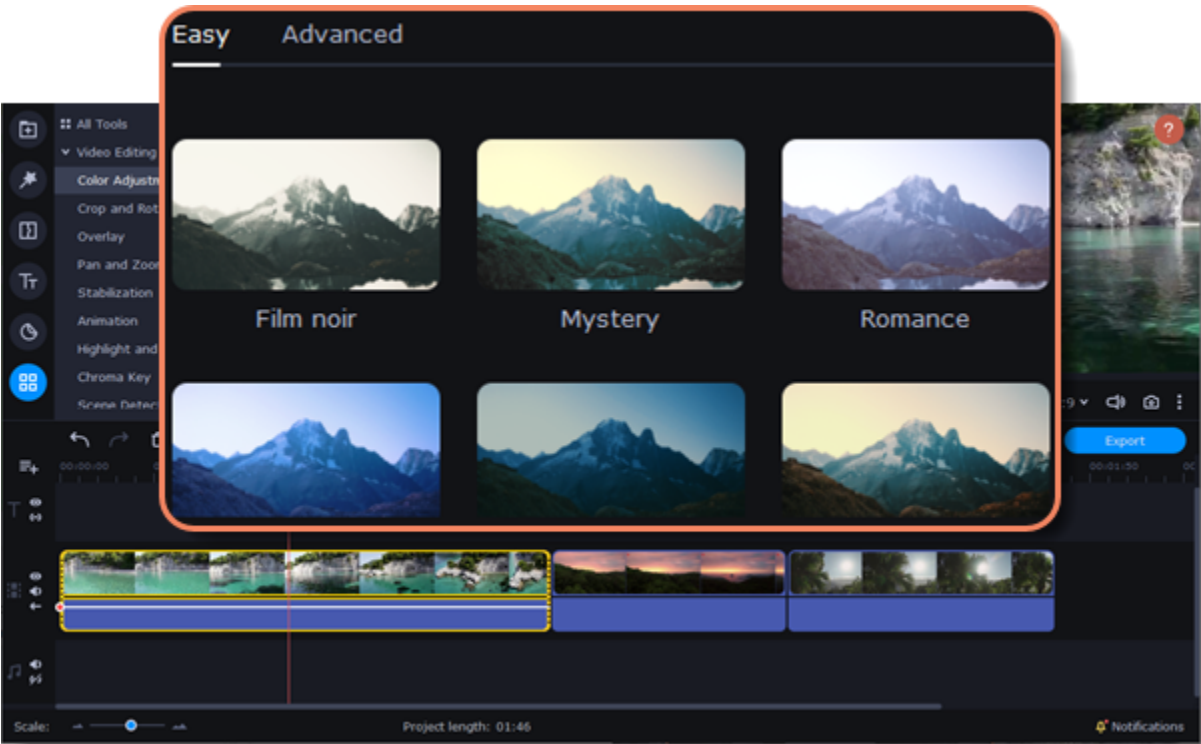 Easy Advanced
Film noir Mystery Romance
All Tools
Video Editing
Color Adjustm
Crop and Rot
Overlay
Pan and Zoo
Stabilization
Animation
Highlight and
Chroma Key
Scene Detec
?
:9
Export
00:00:00 00:01:50 00
Scale:
Project length: 01:46
Notifications